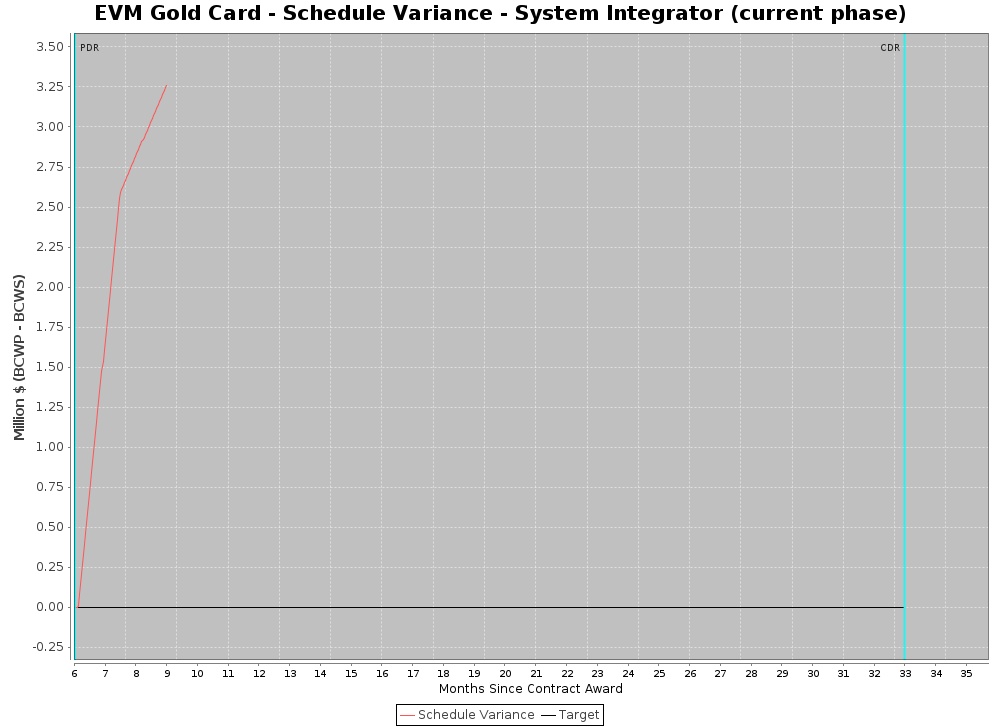 EVM Gold Card - Schedule Variance - System Integrator (current phase)
3.50
3.25
3.00
2.75
2.50
2.25
2.00
1.75
1.50
1.25
1.00
0.75
0.50
0.25
0.00
-0.25
Million $ (BCWP - BCWS)
PDR
CDR
6 7 8 9 10 11 12 13 14 15 16 17 18 19 20 21 22 23 24 25 26 27 28 29 30 31 32 33 34 35
Months Since Contract Award
Schedule Variance Target